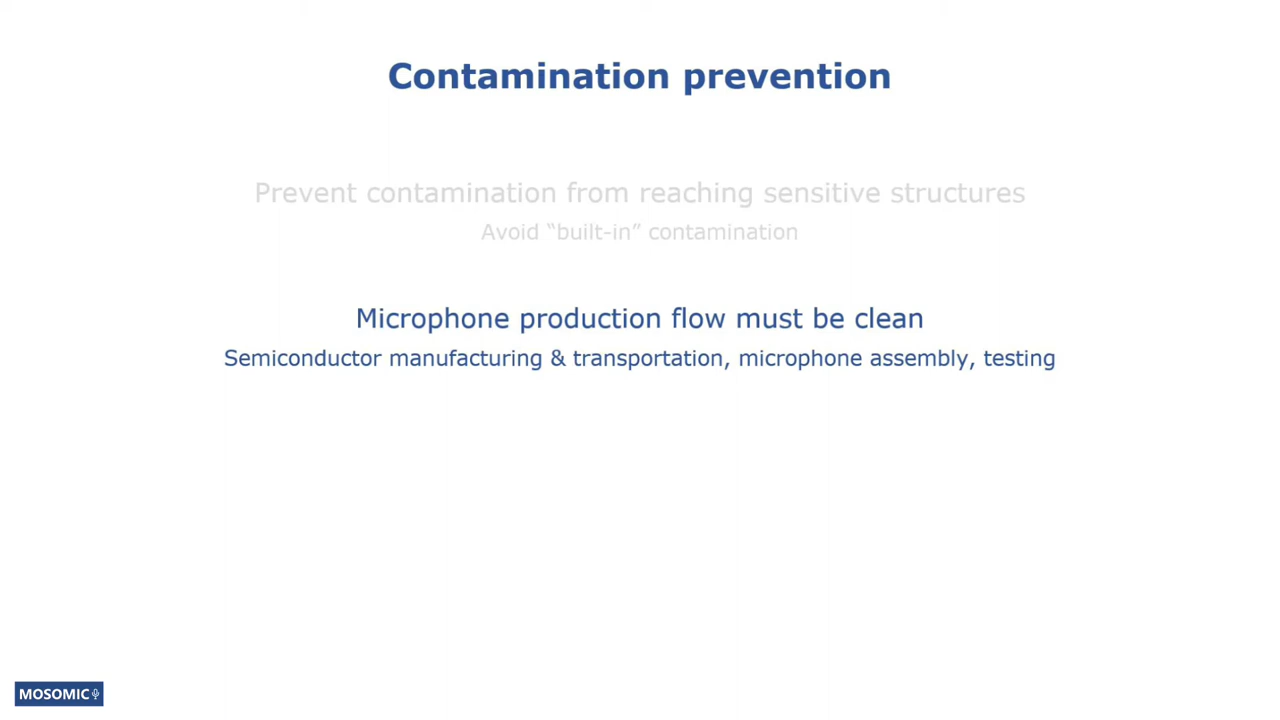 Contamination prevention
Prevent contamination from reaching sensitive structures
Avoid “built-in” contamination
Microphone production flow must be clean
Semiconductor manufacturing & transportation, microphone assembly, testing
MOSOMIC